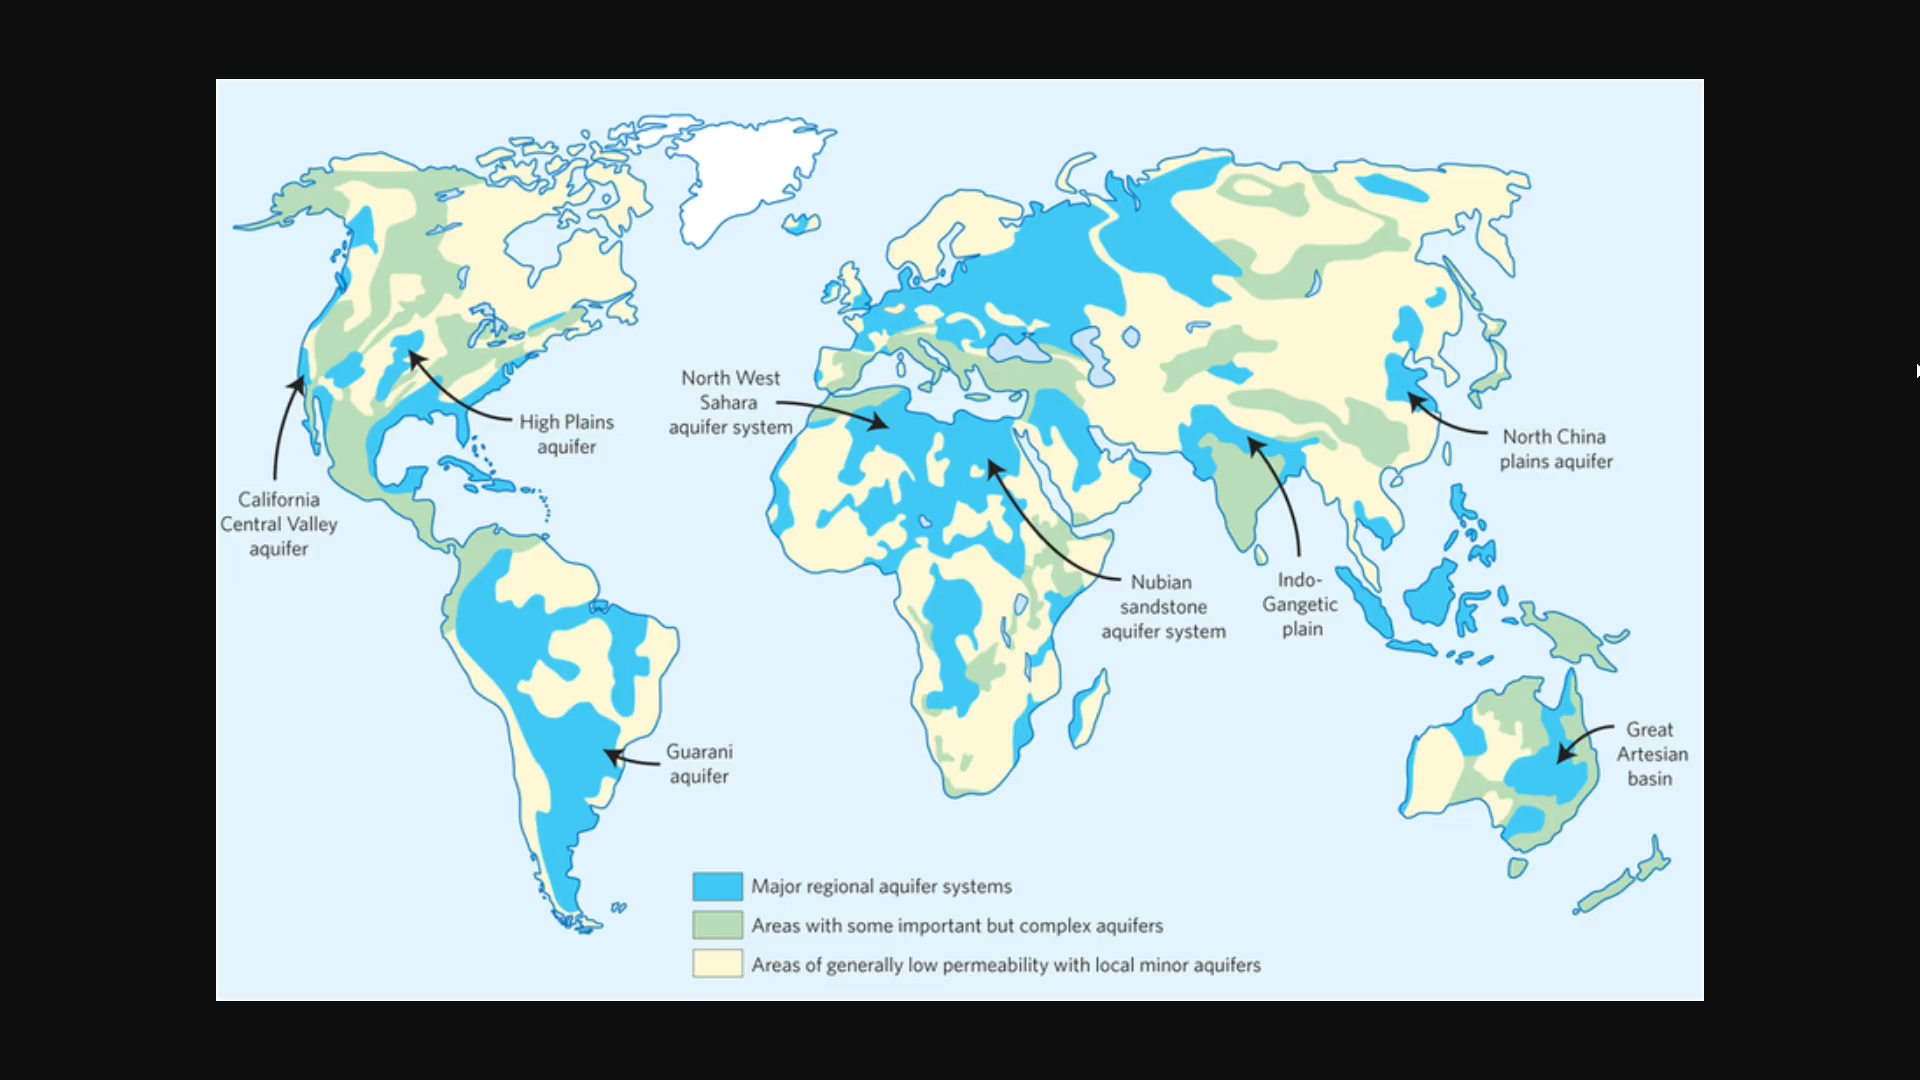 North West
Sahara
aquifer system
High Plains
aquifer
California
Central Valley
aquifer
North China
plains aquifer
Indo-
Gangetic
plain
Nubian
sandstone
aquifer system
Guarani
aquifer
Great
Artesian
basin
Major regional aquifer systems
Areas with some important but complex aquifers
Areas of generally low permeability with local minor aquifers